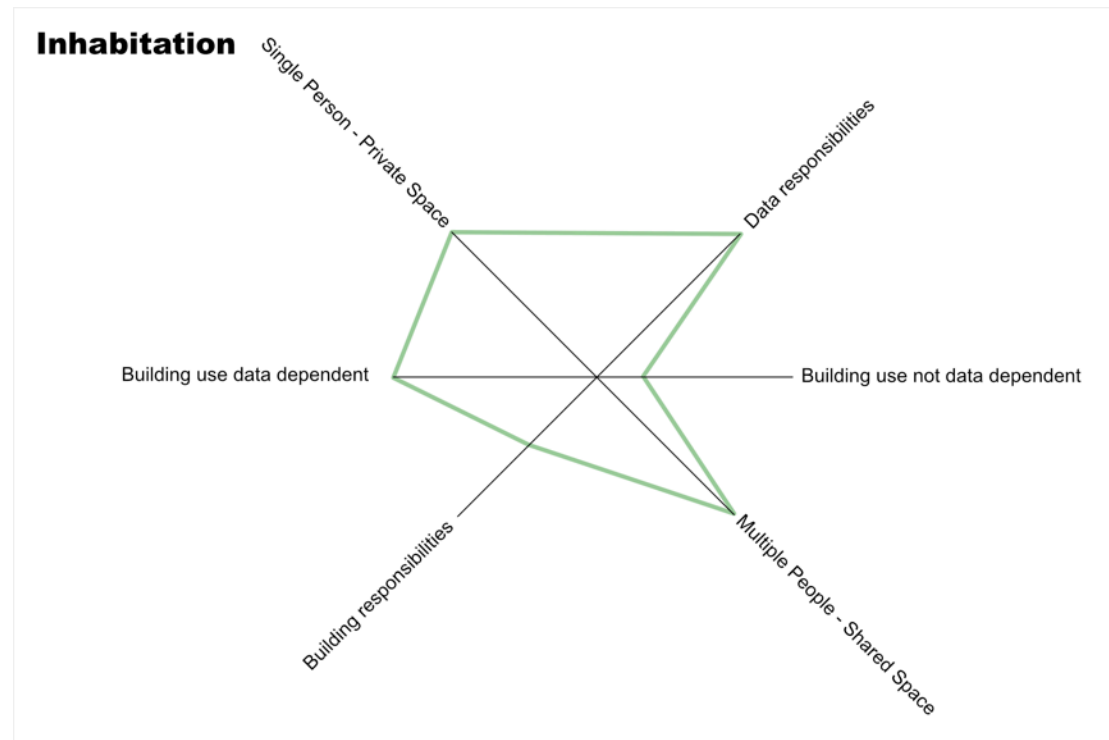 Inhabitation
Single Person - Private Space
Data responsibilities
Building use data dependent
Building use not data dependent
Building responsibilities
Multiple People - Shared Space